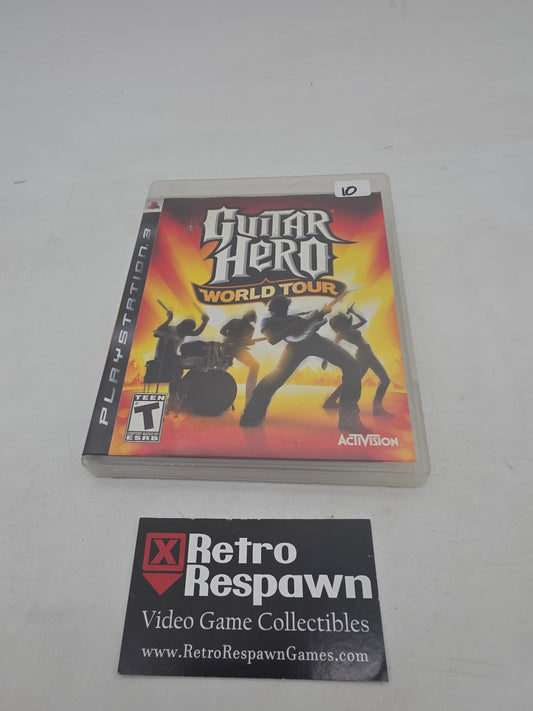 10
PLAYSTATION 3
GUITAR
HERO
WORLD TOUR
TEEN
T
CONTENT RATED BY
ESRB
ACTIVISION
X Retro
Respawn
Video Game Collectibles
www.RetroRespawnGames.com